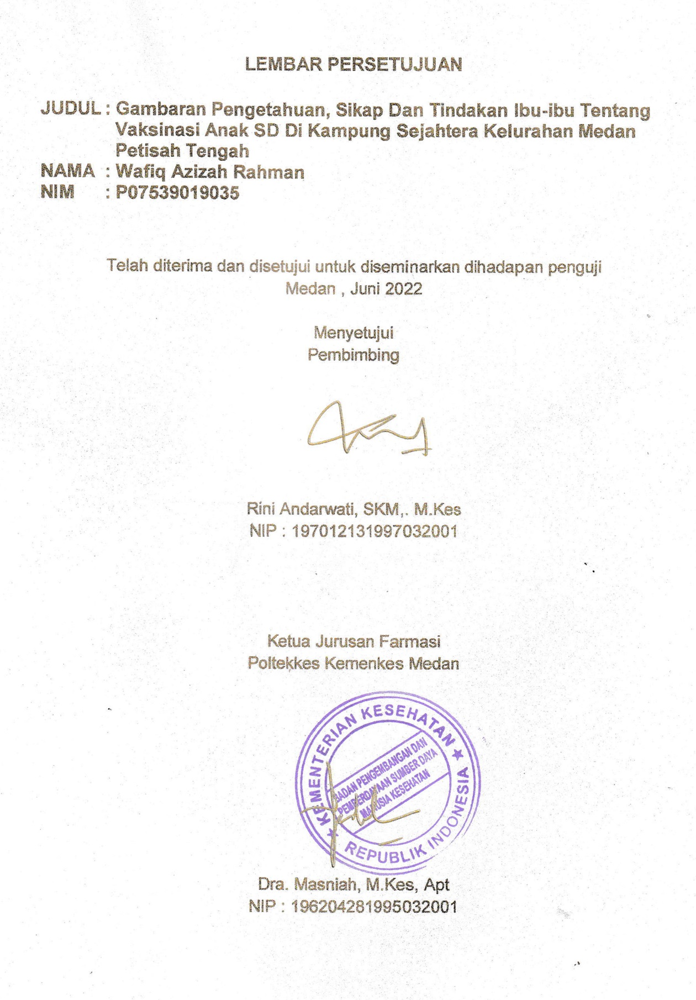 LEMBAR PERSETUJUAN
JUDUL : Gambaran Pengetahuan, Sikap Dan Tindakan Ibu-ibu Tentang
Vaksinasi Anak SD Di Kampung Sejahtera Kelurahan Medan
Petisah Tengah
NAMA : Wafiq Azizah Rahman
NIM : P07539019035
Telah diterima dan disetujui untuk diseminarkan dihadapan penguji
Medan , Juni 2022
Menyetujui
Pembimbing
Rini Andarwati, SKM,. M.Kes
NIP : 197012131997032001
Ketua Jurusan Farmasi
Poltekkes Kemenkes Medan
★ KEMENTERIAN KESEHATAN ★
BADAN PENGEMBANGAN DAN
PEMBERDAYAAN SUMBER DAYA
MANUSIA KESEHATAN
REPUBLIK INDONESIA
Dra. Masniah, M.Kes, Apt
NIP : 196204281995032001